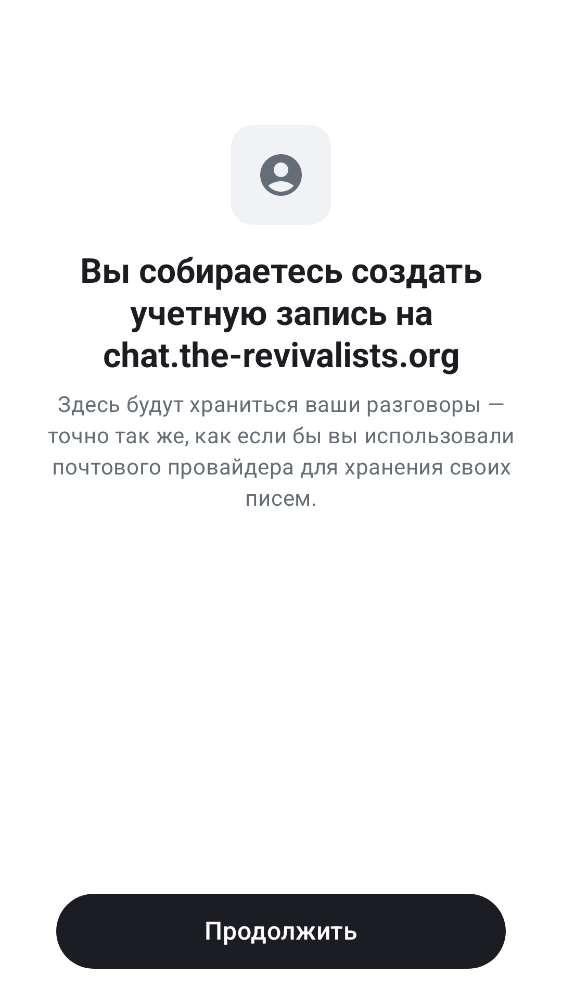 Вы собираетесь создать
учетную запись на
chat.the-revivalists.org
Здесь будут храниться ваши разговоры —
точно так же, как если бы вы использовали
почтового провайдера для хранения своих
писем.
Продолжить